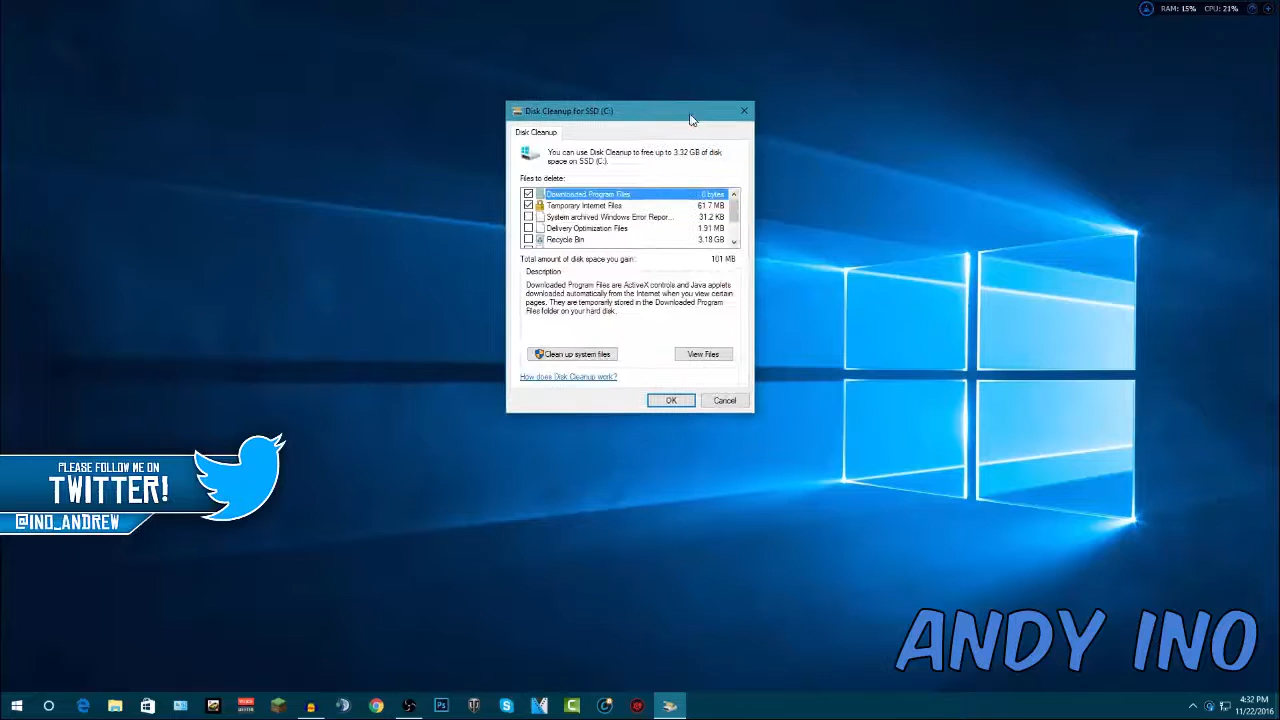 RAM: 15% CPU: 21%
Disk Cleanup for SSD (C:)
Disk Cleanup
You can use Disk Cleanup to free up to 3.32 GB of disk
space on SSD (C:).
Files to delete:
Downloaded Program Files 0 bytes
Temporary Internet Files 61.7 MB
System archived Windows Error Repor... 31.2 KB
Delivery Optimization Files 1.91 MB
Recycle Bin 3.18 GB
Total amount of disk space you gain: 101 MB
Description
Downloaded Program Files are ActiveX controls and Java applets
downloaded automatically from the Internet when you view certain
pages. They are temporarily stored in the Downloaded Program
Files folder on your hard disk.
Clean up system files View Files
How does Disk Cleanup work?
OK Cancel
PLEASE FOLLOW ME ON
TWITTER!
@INO_ANDREW
ANDY INO
4:32 PM
11/22/2016